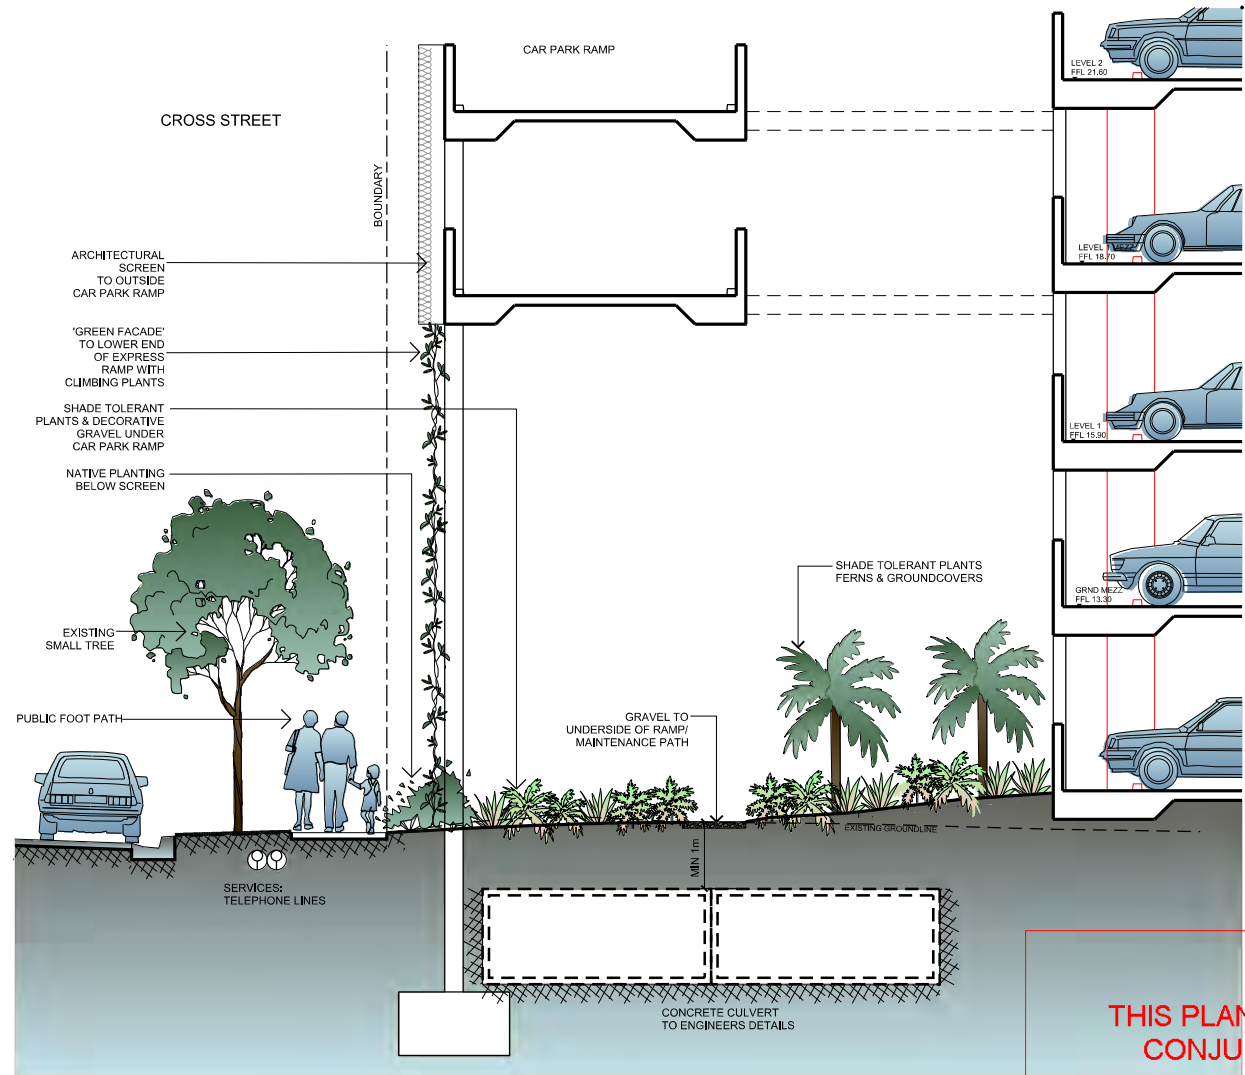 CAR PARK RAMP
LEVEL 2
FFL 21.60
CROSS STREET
BOUNDARY
ARCHITECTURAL
SCREEN
TO OUTSIDE
CAR PARK RAMP
LEVEL 1 MEZZ
FFL 18.70
'GREEN FACADE'
TO LOWER END
OF EXPRESS
RAMP WITH
CLIMBING PLANTS
SHADE TOLERANT
PLANTS & DECORATIVE
GRAVEL UNDER
CAR PARK RAMP
LEVEL 1
FFL 15.90
NATIVE PLANTING
BELOW SCREEN
SHADE TOLERANT PLANTS
FERNS & GROUNDCOVERS
GRND MEZZ
FFL 13.30
EXISTING
SMALL TREE
PUBLIC FOOT PATH
GRAVEL TO
UNDERSIDE OF RAMP/
MAINTENANCE PATH
EXISTING GROUNDLINE
MIN 1m
SERVICES:
TELEPHONE LINES
CONCRETE CULVERT
TO ENGINEERS DETAILS
THIS PLAN
CONJU